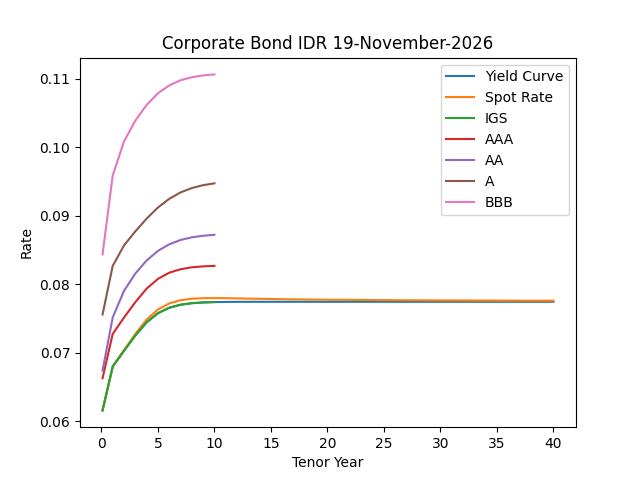 Corporate Bond IDR 19-November-2026
Yield Curve
Spot Rate
IGS
AAA
AA
A
BBB
Rate
0.11
0.10
0.09
0.08
0.07
0.06
0 5 10 15 20 25 30 35 40
Tenor Year